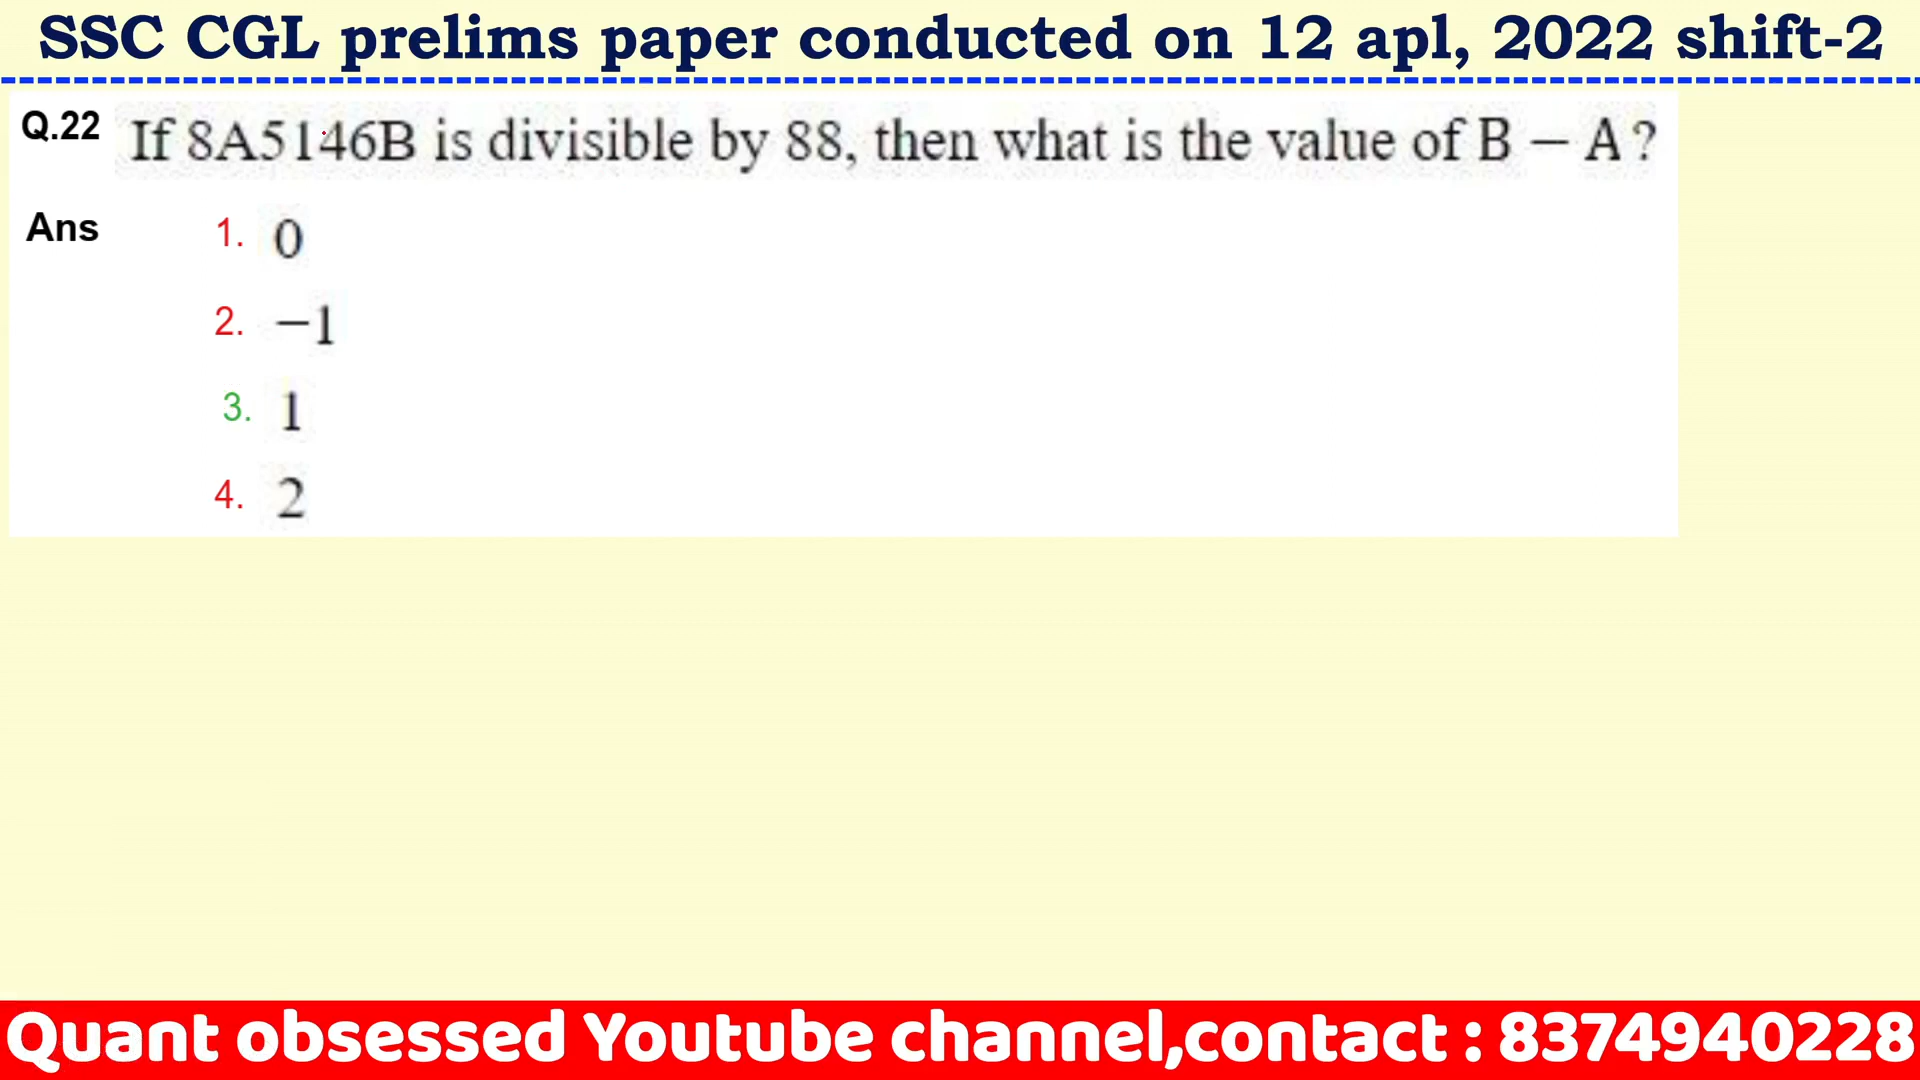 SSC CGL prelims paper conducted on 12 apl, 2022 shift-2
Q.22 If 8A5146B is divisible by 88, then what is the value of B – A?
Ans 1. 0
2. –1
3. 1
4. 2
Quant obsessed Youtube channel,contact : 8374940228